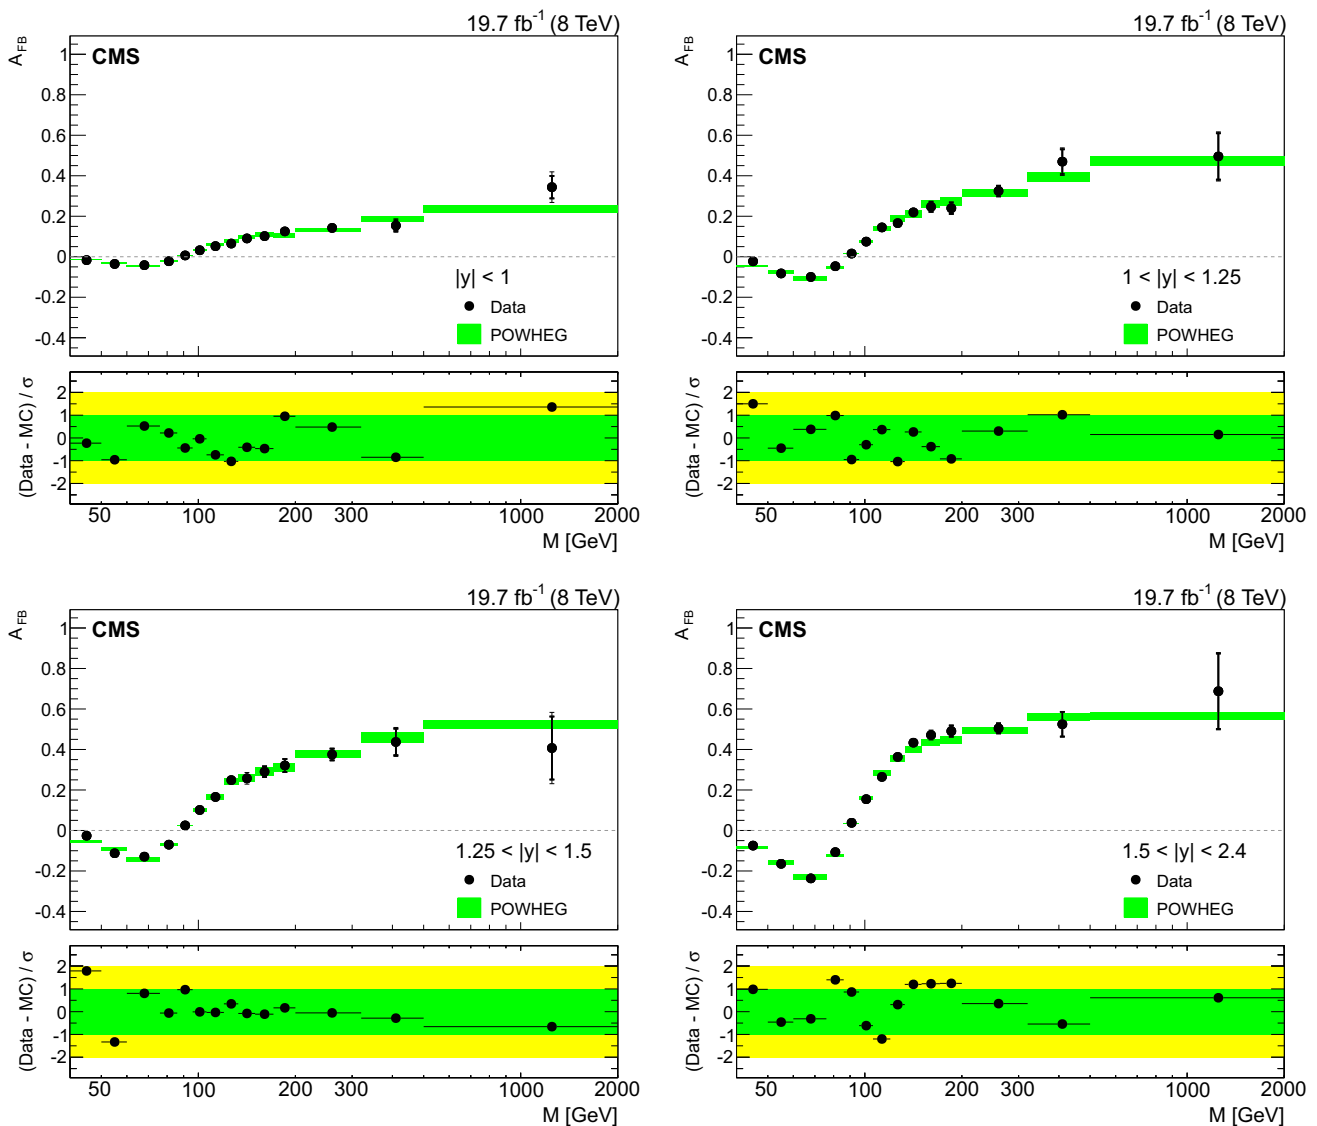 19.7 fb⁻¹ (8 TeV)
A_FB
CMS
1
0.8
0.6
0.4
0.2
0
-0.2
-0.4
|y| < 1
Data
POWHEG
(Data - MC) / σ
2
1
0
-1
-2
50 100 200 300 1000 2000
M [GeV]
19.7 fb⁻¹ (8 TeV)
A_FB
CMS
1
0.8
0.6
0.4
0.2
0
-0.2
-0.4
1 < |y| < 1.25
Data
POWHEG
(Data - MC) / σ
2
1
0
-1
-2
50 100 200 300 1000 2000
M [GeV]
19.7 fb⁻¹ (8 TeV)
A_FB
CMS
1
0.8
0.6
0.4
0.2
0
-0.2
-0.4
1.25 < |y| < 1.5
Data
POWHEG
(Data - MC) / σ
2
1
0
-1
-2
50 100 200 300 1000 2000
M [GeV]
19.7 fb⁻¹ (8 TeV)
A_FB
CMS
1
0.8
0.6
0.4
0.2
0
-0.2
-0.4
1.5 < |y| < 2.4
Data
POWHEG
(Data - MC) / σ
2
1
0
-1
-2
50 100 200 300 1000 2000
M [GeV]